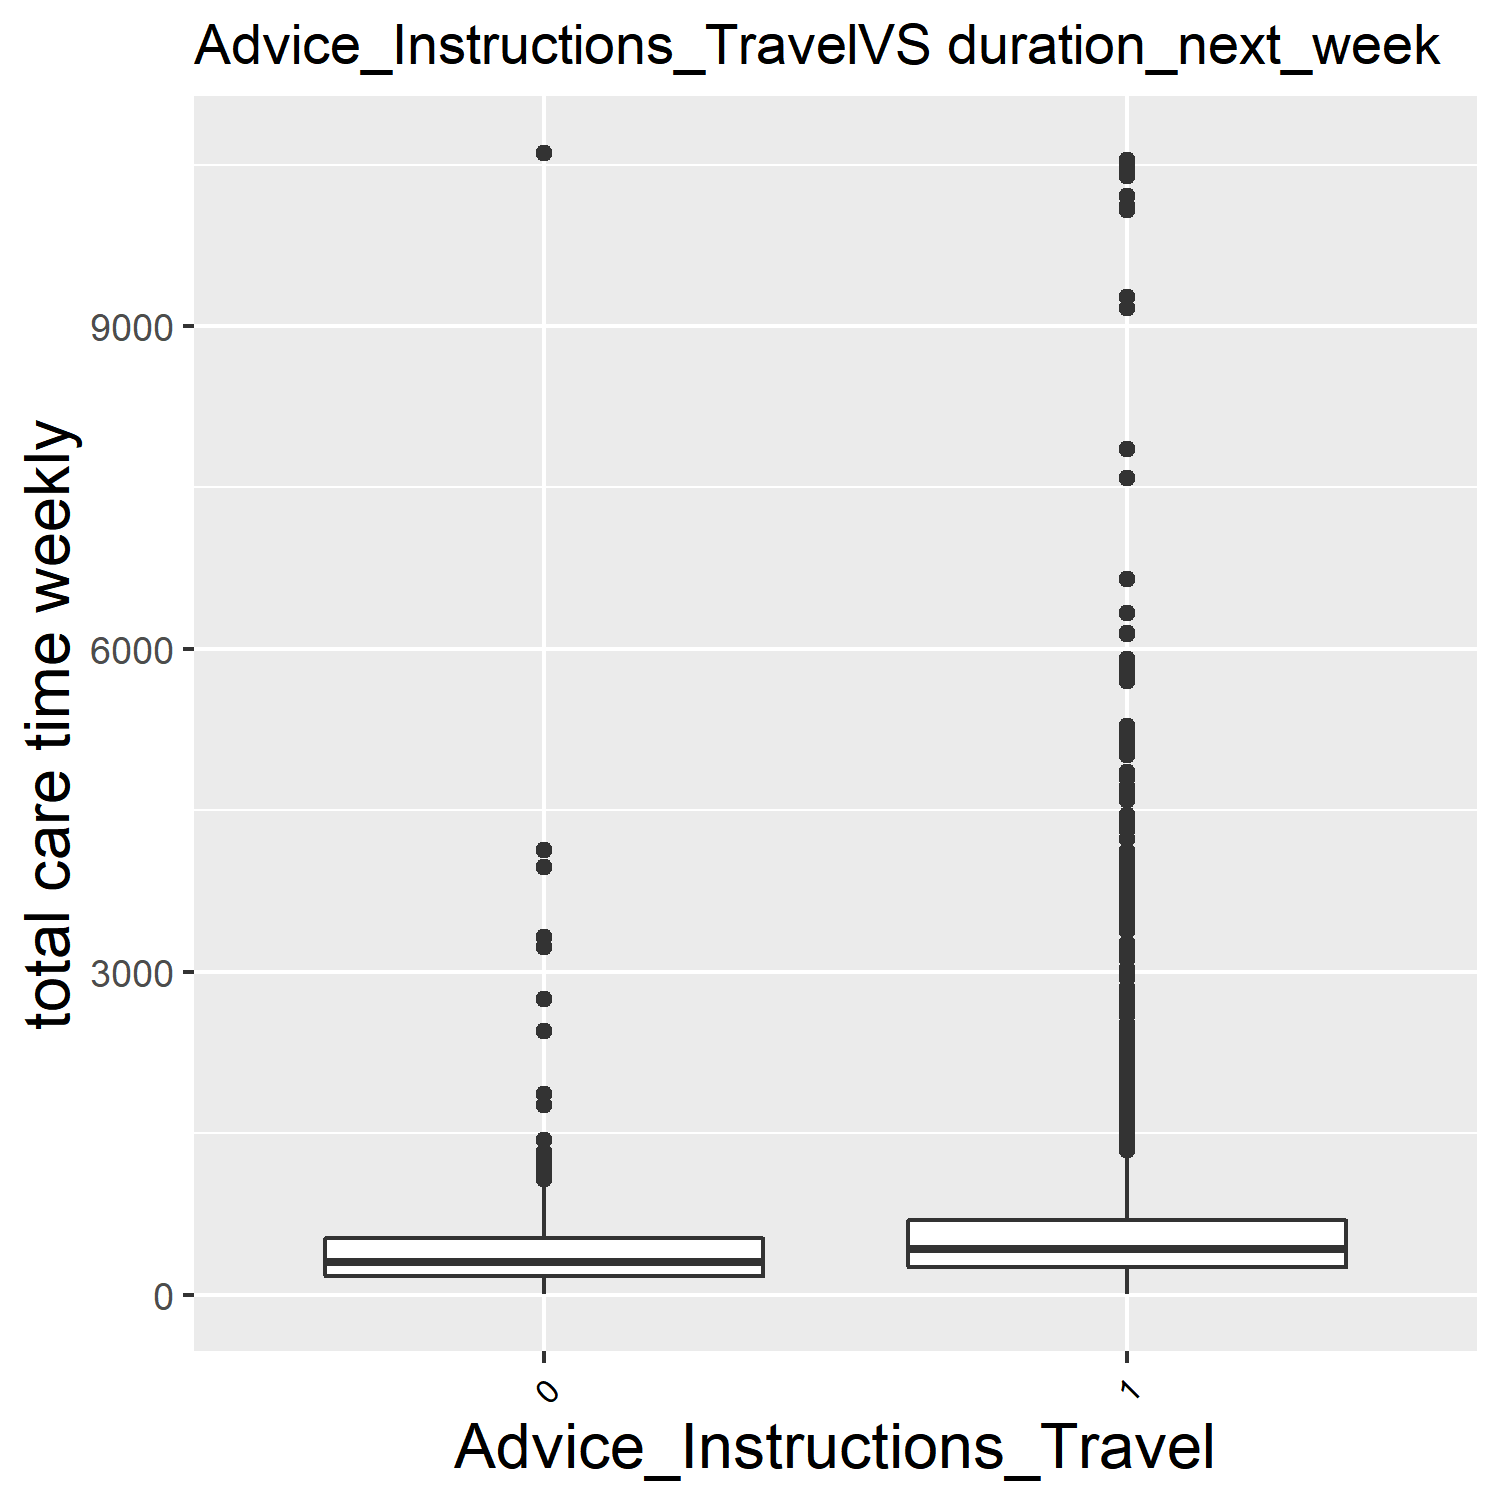 Advice_Instructions_TravelVS duration_next_week
total care time weekly
9000
6000
3000
0
0
1
Advice_Instructions_Travel